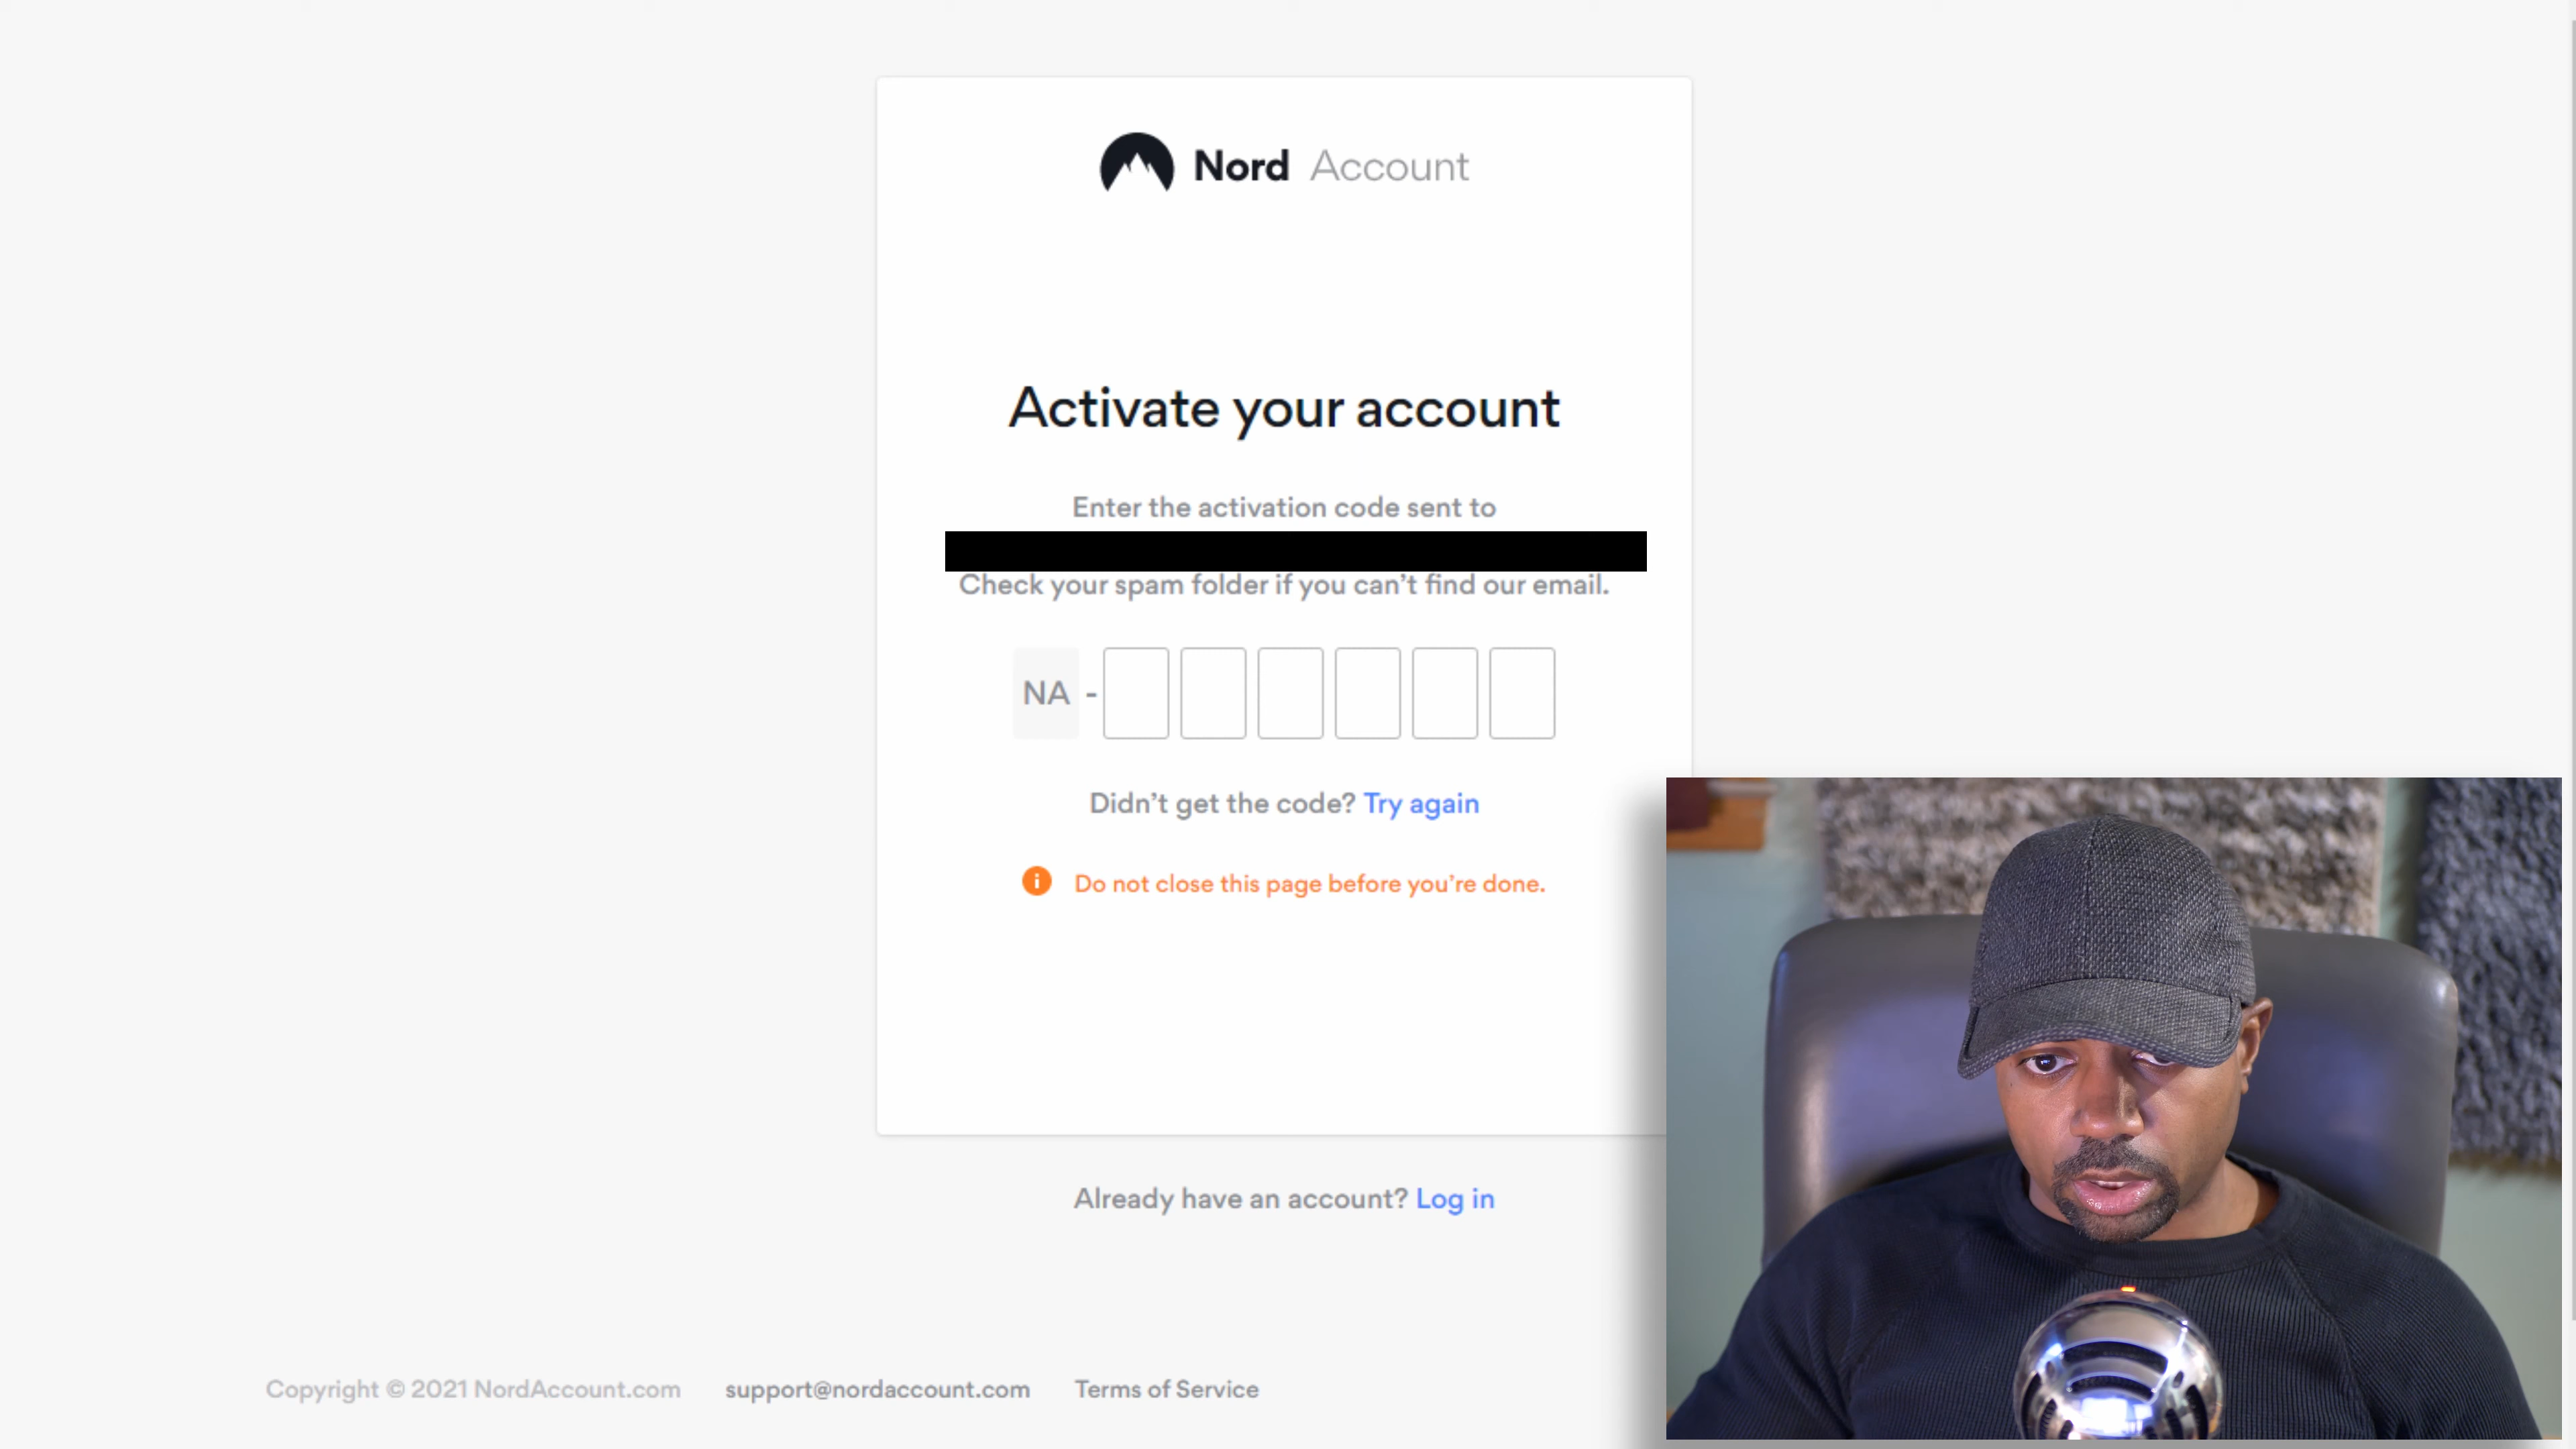 Nord Account
Activate your account
Enter the activation code sent to
Check your spam folder if you can't find our email.
NA -
Didn't get the code? Try again
Do not close this page before you're done.
Already have an account? Log in
Copyright © 2021 NordAccount.com support@nordaccount.com Terms of Service